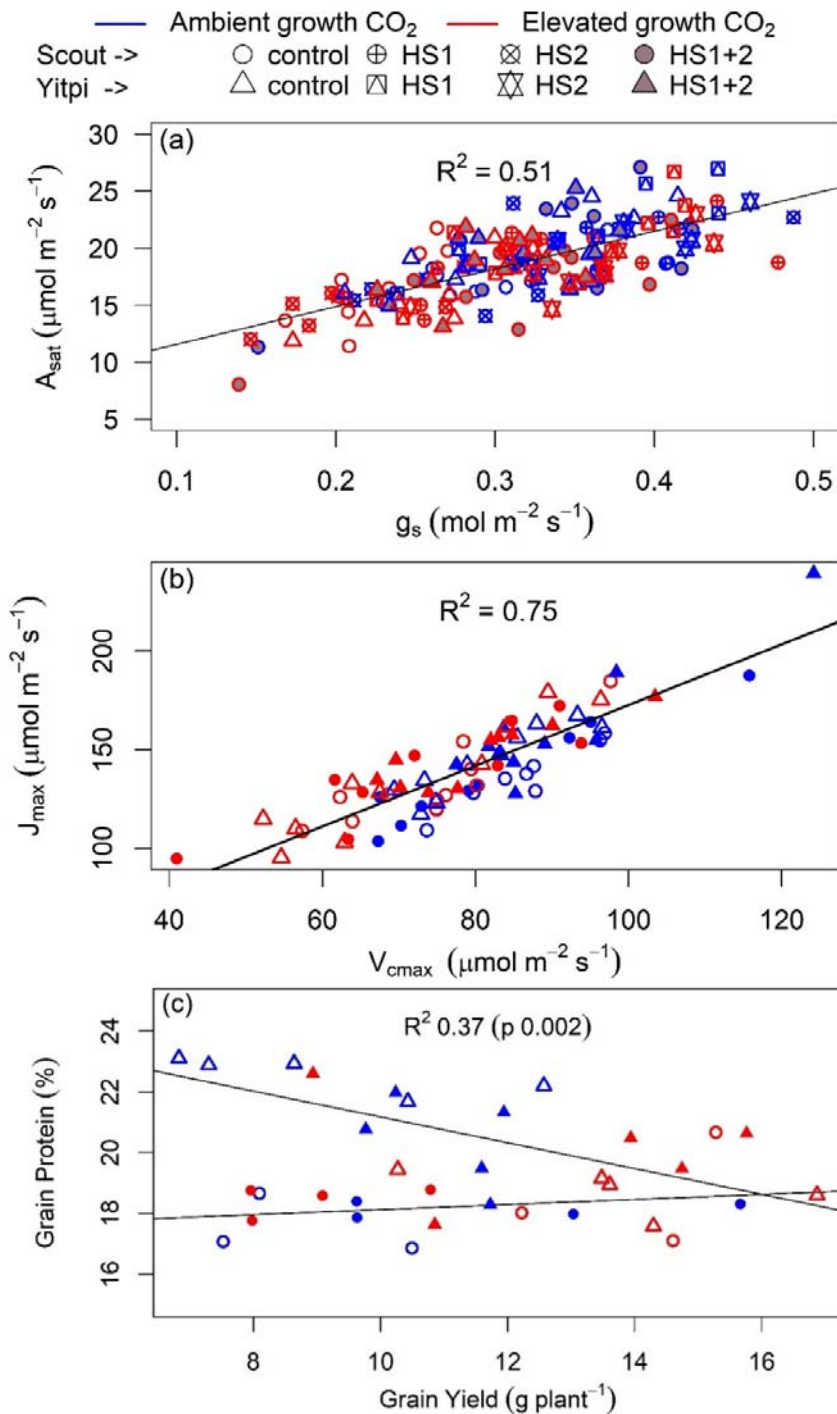 Ambient growth CO₂ Elevated growth CO₂
Scout -> control HS1 HS2 HS1+2
Yitpi -> control HS1 HS2 HS1+2
(a)
R² = 0.51
30
25
20
15
10
5
A_sat (μmol m⁻² s⁻¹)
0.1 0.2 0.3 0.4 0.5
g_s (mol m⁻² s⁻¹)
(b)
R² = 0.75
200
150
100
J_max (μmol m⁻² s⁻¹)
40 60 80 100 120
V_cmax (μmol m⁻² s⁻¹)
(c)
R² 0.37 (p 0.002)
24
22
20
18
16
Grain Protein (%)
8 10 12 14 16
Grain Yield (g plant⁻¹)